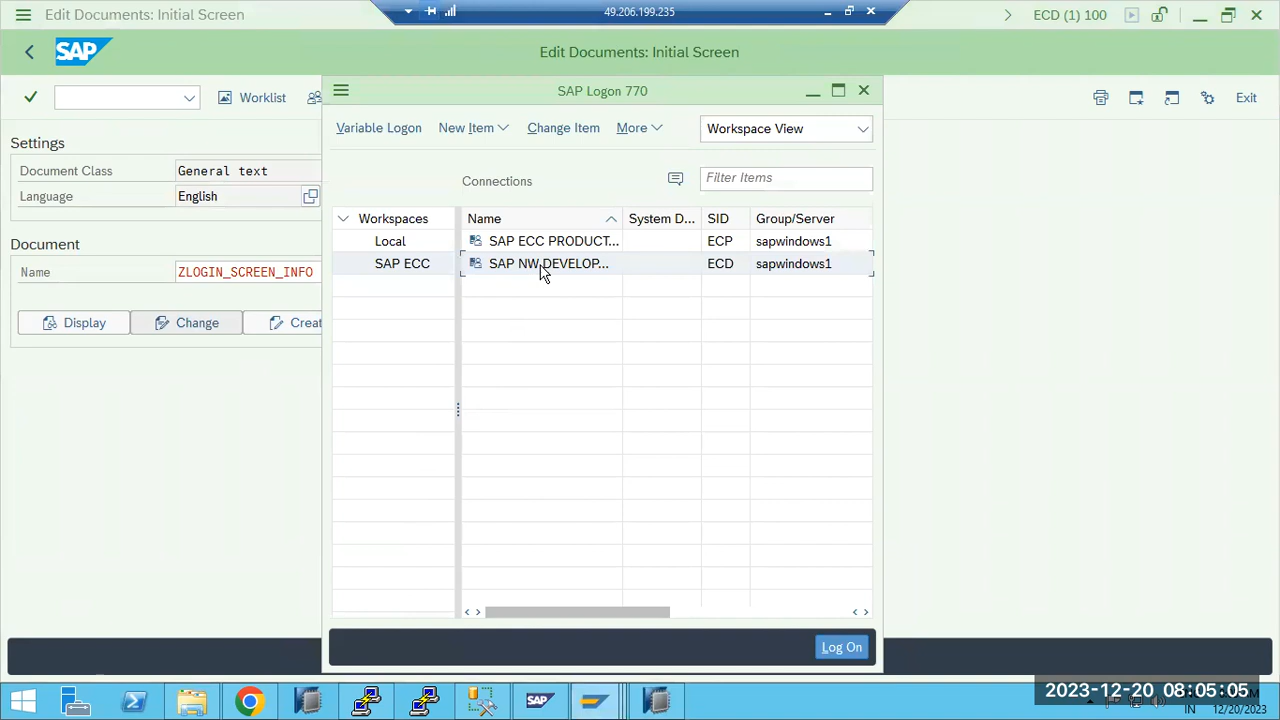 Edit Documents: Initial Screen
49.206.199.235
ECD (1) 100
SAP
Edit Documents: Initial Screen
Worklist
Exit
SAP Logon 770
Variable Logon
New Item
Change Item
More
Workspace View
Settings
Document Class
General text
Language
English
Connections
Filter Items
Workspaces
Name
System D...
SID
Group/Server
Local
SAP ECC PRODUCT...
ECP
sapwindows1
SAP ECC
SAP NW DEVELOP...
ECD
sapwindows1
Document
Name
ZLOGIN_SCREEN_INFO
Display
Change
Creat
Log On
SAP
2023-12-20 08:05:05
IN
12/20/2023